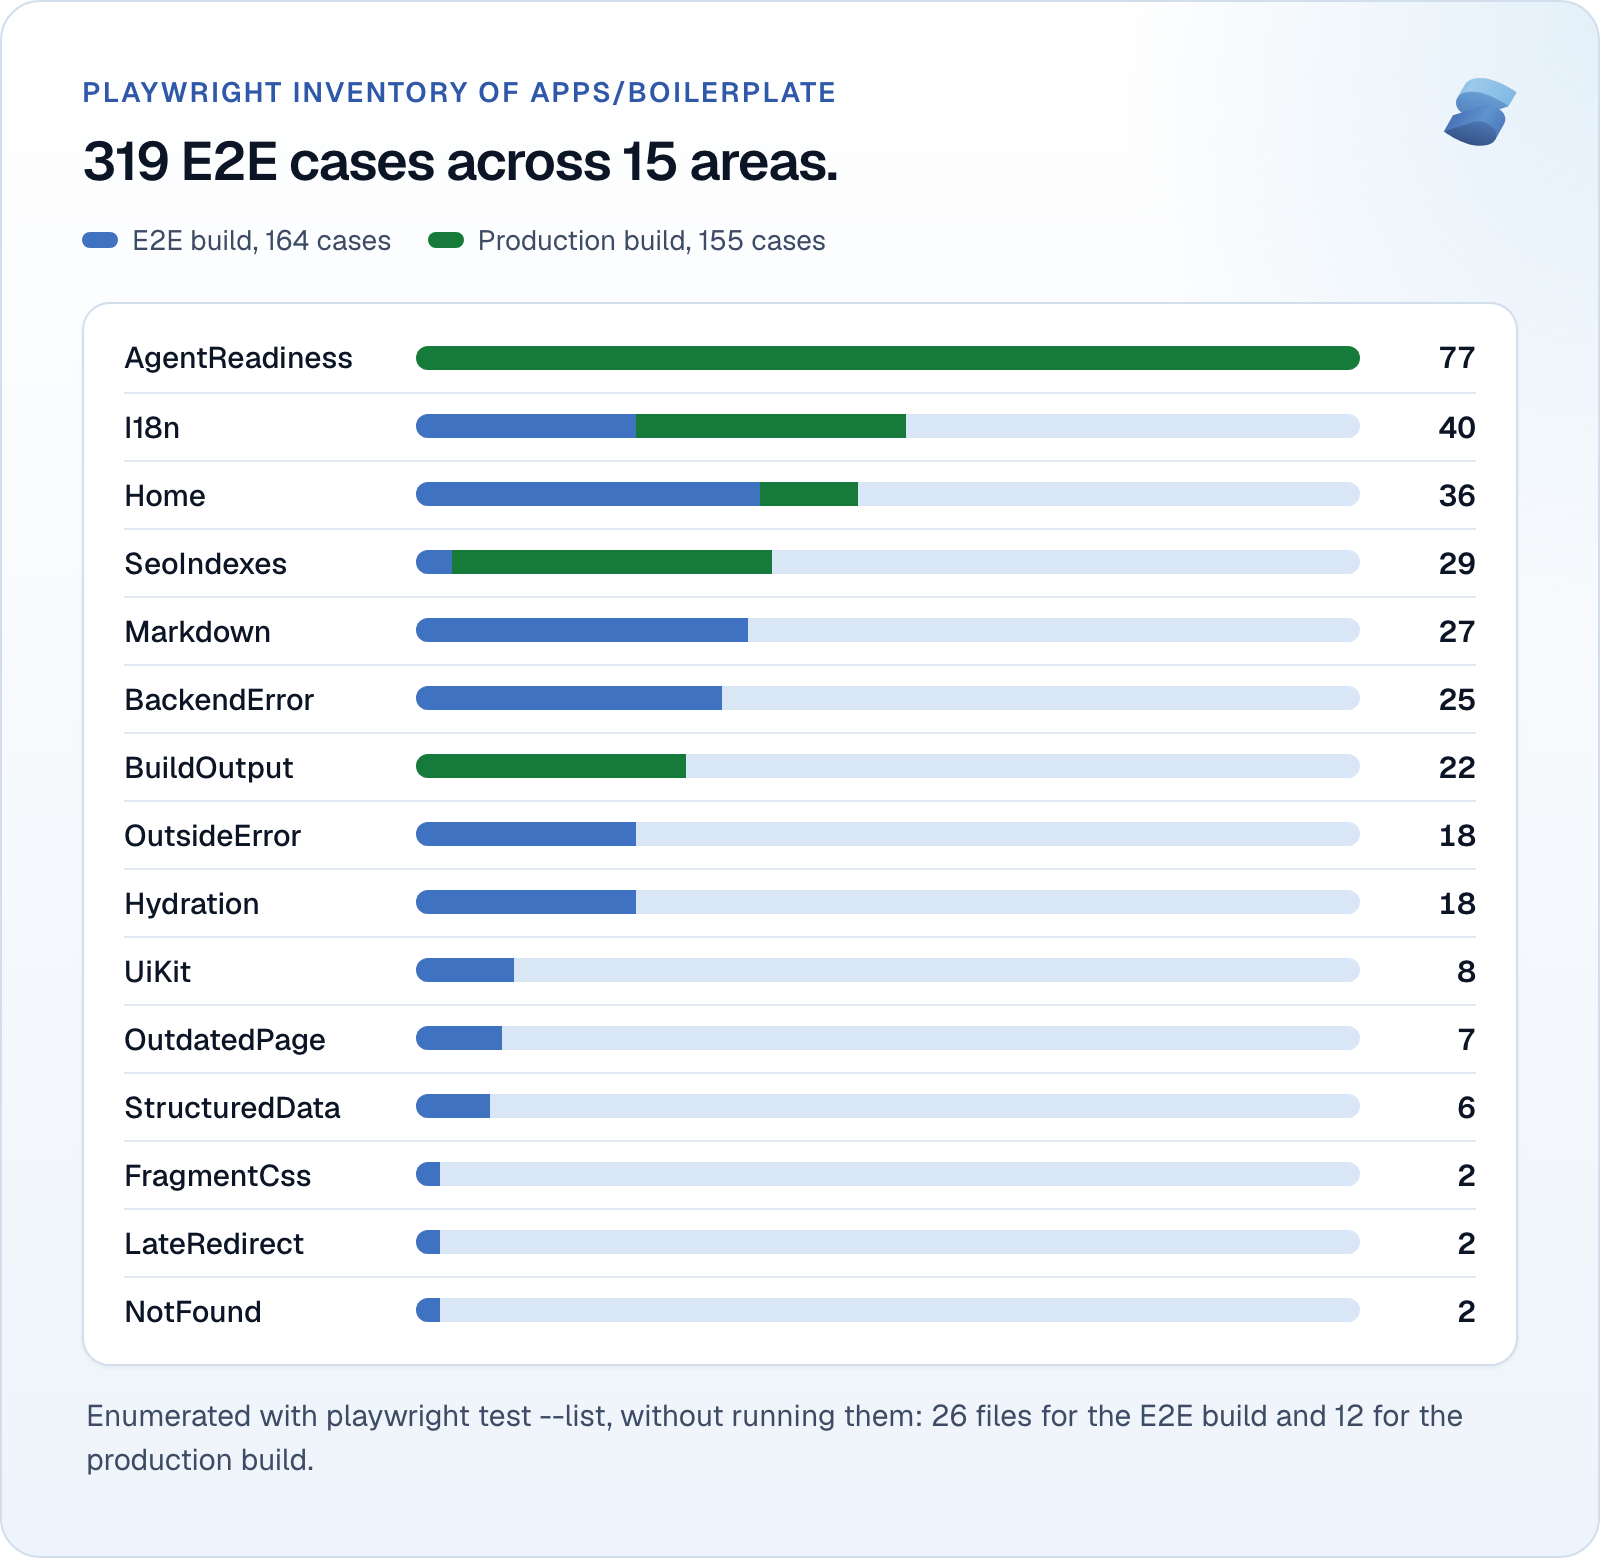 PLAYWRIGHT INVENTORY OF APPS/BOILERPLATE
319 E2E cases across 15 areas.
E2E build, 164 cases
Production build, 155 cases
AgentReadiness 77
I18n 40
Home 36
SeoIndexes 29
Markdown 27
BackendError 25
BuildOutput 22
OutsideError 18
Hydration 18
UiKit 8
OutdatedPage 7
StructuredData 6
FragmentCss 2
LateRedirect 2
NotFound 2
Enumerated with playwright test --list, without running them: 26 files for the E2E build and 12 for the
production build.